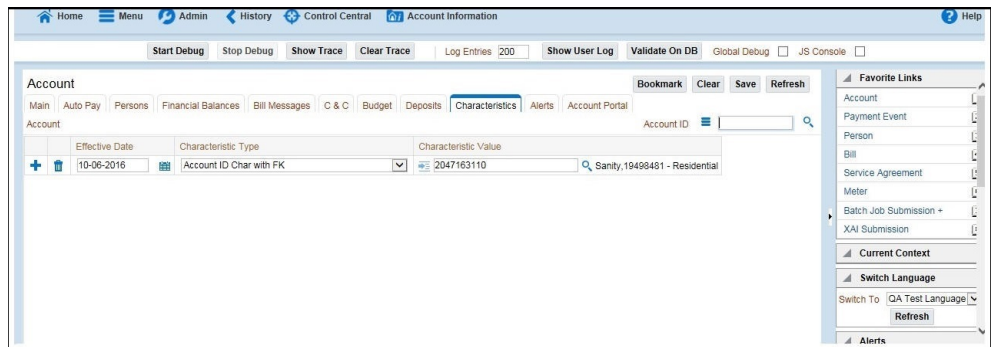 Home Menu Admin History Control Central Account Information Help
Start Debug Stop Debug Show Trace Clear Trace Log Entries 200 Show User Log Validate On DB Global Debug JS Console
Account
Bookmark Clear Save Refresh
Main Auto Pay Persons Financial Balances Bill Messages C & C Budget Deposits Characteristics Alerts Account Portal
Account Account ID
Effective Date Characteristic Type Characteristic Value
10-06-2016 Account ID Char with FK 2047163110 Sanity,19498481 - Residential
Favorite Links
Account
Payment Event
Person
Bill
Service Agreement
Meter
Batch Job Submission +
XAI Submission
Current Context
Switch Language
Switch To QA Test Language
Refresh
Alerts